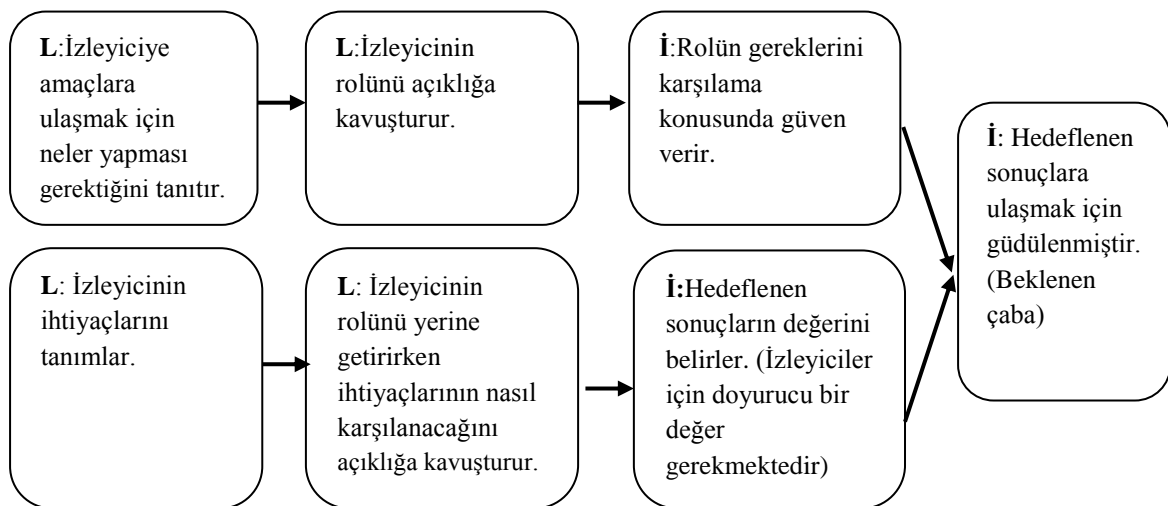 L:İzleyiciye
amaçlara
ulaşmak için
neler yapması
gerektiğini tanıtır.
L:İzleyicinin
rolünü açıklığa
kavuşturur.
İ:Rolün gereklerini
karşılama
konusunda güven
verir.
İ: Hedeflenen
sonuçlara
ulaşmak için
güdülenmiştir.
(Beklenen
çaba)
L: İzleyicinin
ihtiyaçlarını
tanımlar.
L: İzleyicinin
rolünü yerine
getirirken
ihtiyaçlarının nasıl
karşılanacağını
açıklığa kavuşturur.
İ:Hedeflenen
sonuçların değerini
belirler. (İzleyiciler
için doyurucu bir
değer
gerekmektedir)